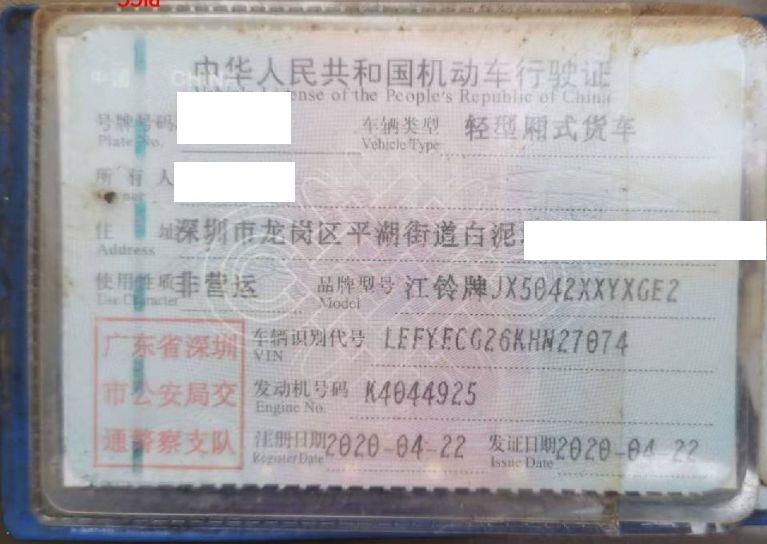 中华人民共和国机动车行驶证
ense of the People's Republic of China
号牌号码
Plate No.
车辆类型 轻型厢式货车
Vehicle Type
所有人
住址 深圳市龙岗区平湖街道白泥
Address
使用性质 非营运 品牌型号 江铃牌JX5042XXYXGE2
Use Character Model
车辆识别代号 LEFYECG26KHN27074
VIN
发动机号码 K4044925
Engine No.
注册日期 2020-04-22 发证日期 2020-04-22
Register Date Issue Date
广东省深圳
市公安局交
通警察支队